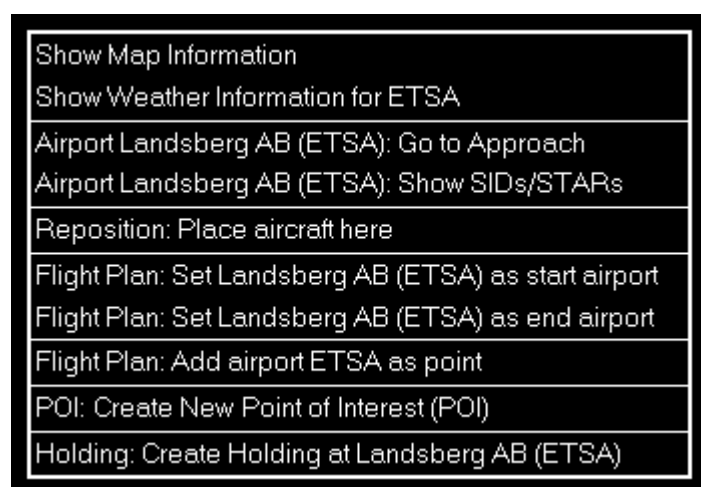 Show Map Information
Show Weather Information for ETSA
Airport Landsberg AB (ETSA): Go to Approach
Airport Landsberg AB (ETSA): Show SIDs/STARs
Reposition: Place aircraft here
Flight Plan: Set Landsberg AB (ETSA) as start airport
Flight Plan: Set Landsberg AB (ETSA) as end airport
Flight Plan: Add airport ETSA as point
POI: Create New Point of Interest (POI)
Holding: Create Holding at Landsberg AB (ETSA)